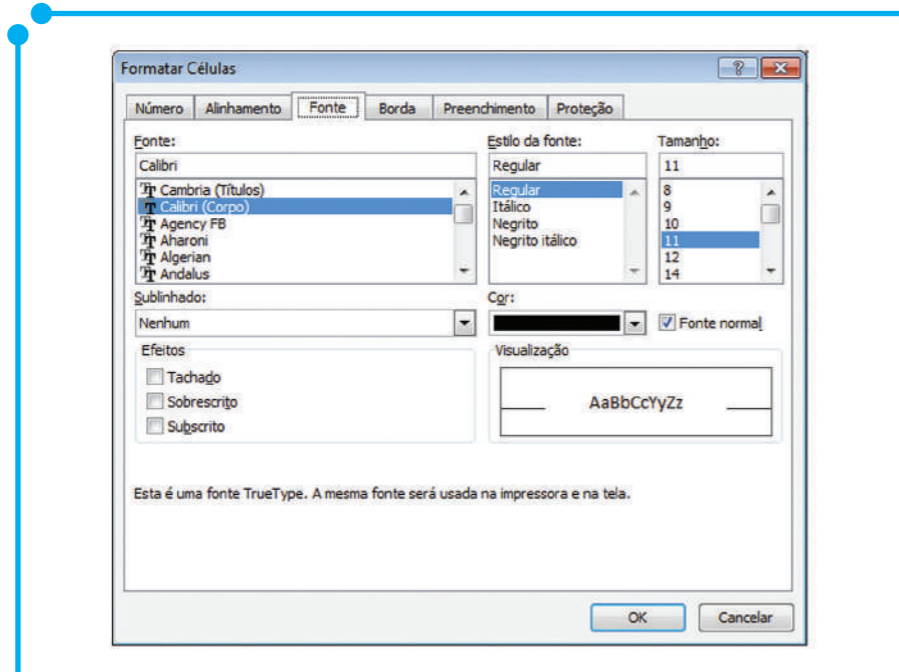 Formatar Células
Número Alinhamento Fonte Borda Preenchimento Proteção
Fonte: Estilo da fonte: Tamanho:
Calibri Regular 11
Cambria (Títulos) Regular 8
Calibri (Corpo) Itálico 9
Agency FB Negrito 10
Aharoni Negrito itálico 11
Algerian 12
Andalus 14
Sublinhado: Cor:
Nenhum Fonte normal
Efeitos Visualização
Tachado
Sobrescrito AaBbCcYyZz
Subscrito
Esta é uma fonte TrueType. A mesma fonte será usada na impressora e na tela.
OK Cancelar